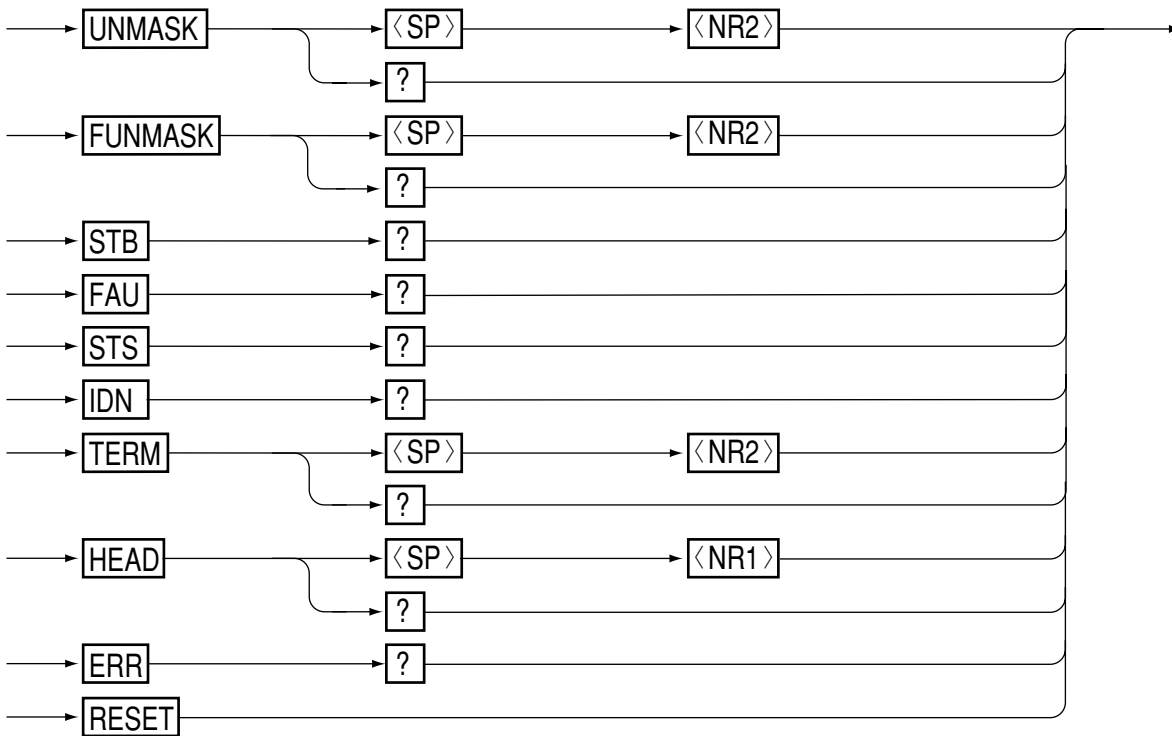 UNMASK 〈SP〉 〈NR2〉
?
FUNMASK 〈SP〉 〈NR2〉
?
STB ?
FAU ?
STS ?
IDN ?
TERM 〈SP〉 〈NR2〉
?
HEAD 〈SP〉 〈NR1〉
?
ERR ?
RESET